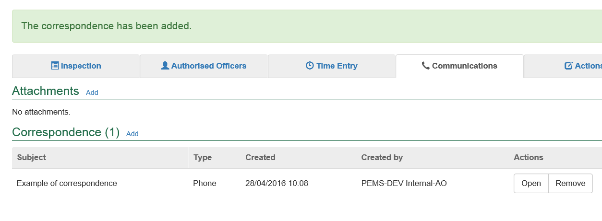 The correspondence has been added.
Inspection Authorised Officers Time Entry Communications Actions
Attachments Add
No attachments.
Correspondence (1) Add
Subject Type Created Created by Actions
Example of correspondence Phone 28/04/2016 10:08 PEMS-DEV Internal-AO Open Remove